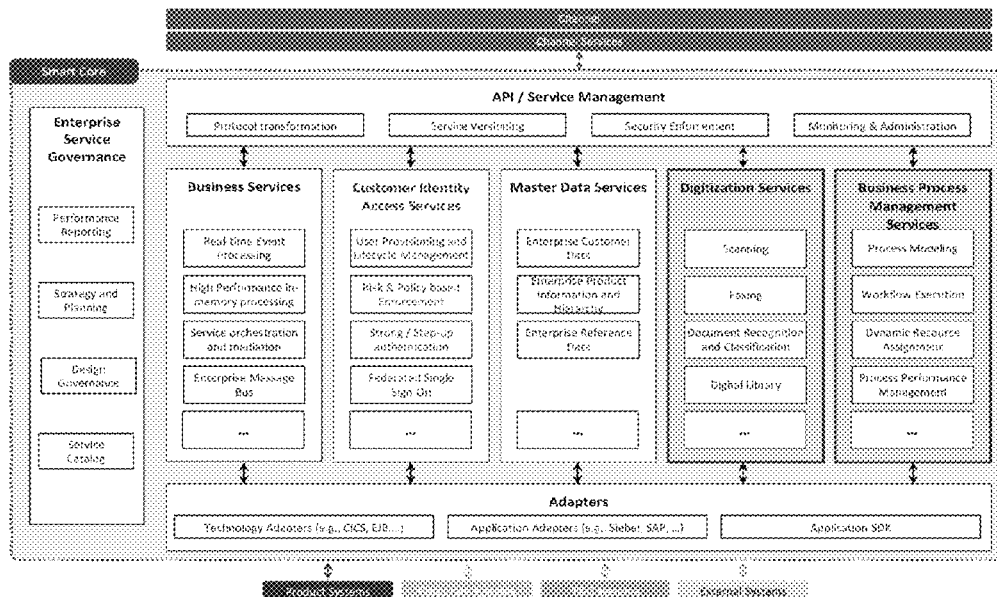 Channel
Channel Services
Smart Core
API / Service Management
Protocol transformation
Service Versioning
Security Enforcement
Monitoring & Administration
Enterprise
Service
Governance
Performance
Reporting
Strategy and
Planning
Design
Governance
Service
Catalog
Business Services
Real-time Event
Processing
High Performance in-
memory processing
Service orchestration
and mediation
Enterprise Message
Bus
...
Customer Identity
Access Services
User Provisioning and
Lifecycle Management
Risk & Policy based
Enforcement
Strong / Step-up
authentication
Federated Single
Sign On
...
Master Data Services
Enterprise Customer
Data
Enterprise Product
Information and
Hierarchy
Enterprise Reference
Data
...
Digitization Services
Scanning
Faxing
Document Recognition
and Classification
Digital Library
...
Business Process
Management
Services
Process Modeling
Workflow Execution
Dynamic Resource
Assignment
Process Performance
Management
...
Adapters
Technology Adapters (e.g., CICS, EJB,...)
Application Adapters (e.g., Siebel, SAP, ...)
Application SDK
Product Systems
External Systems